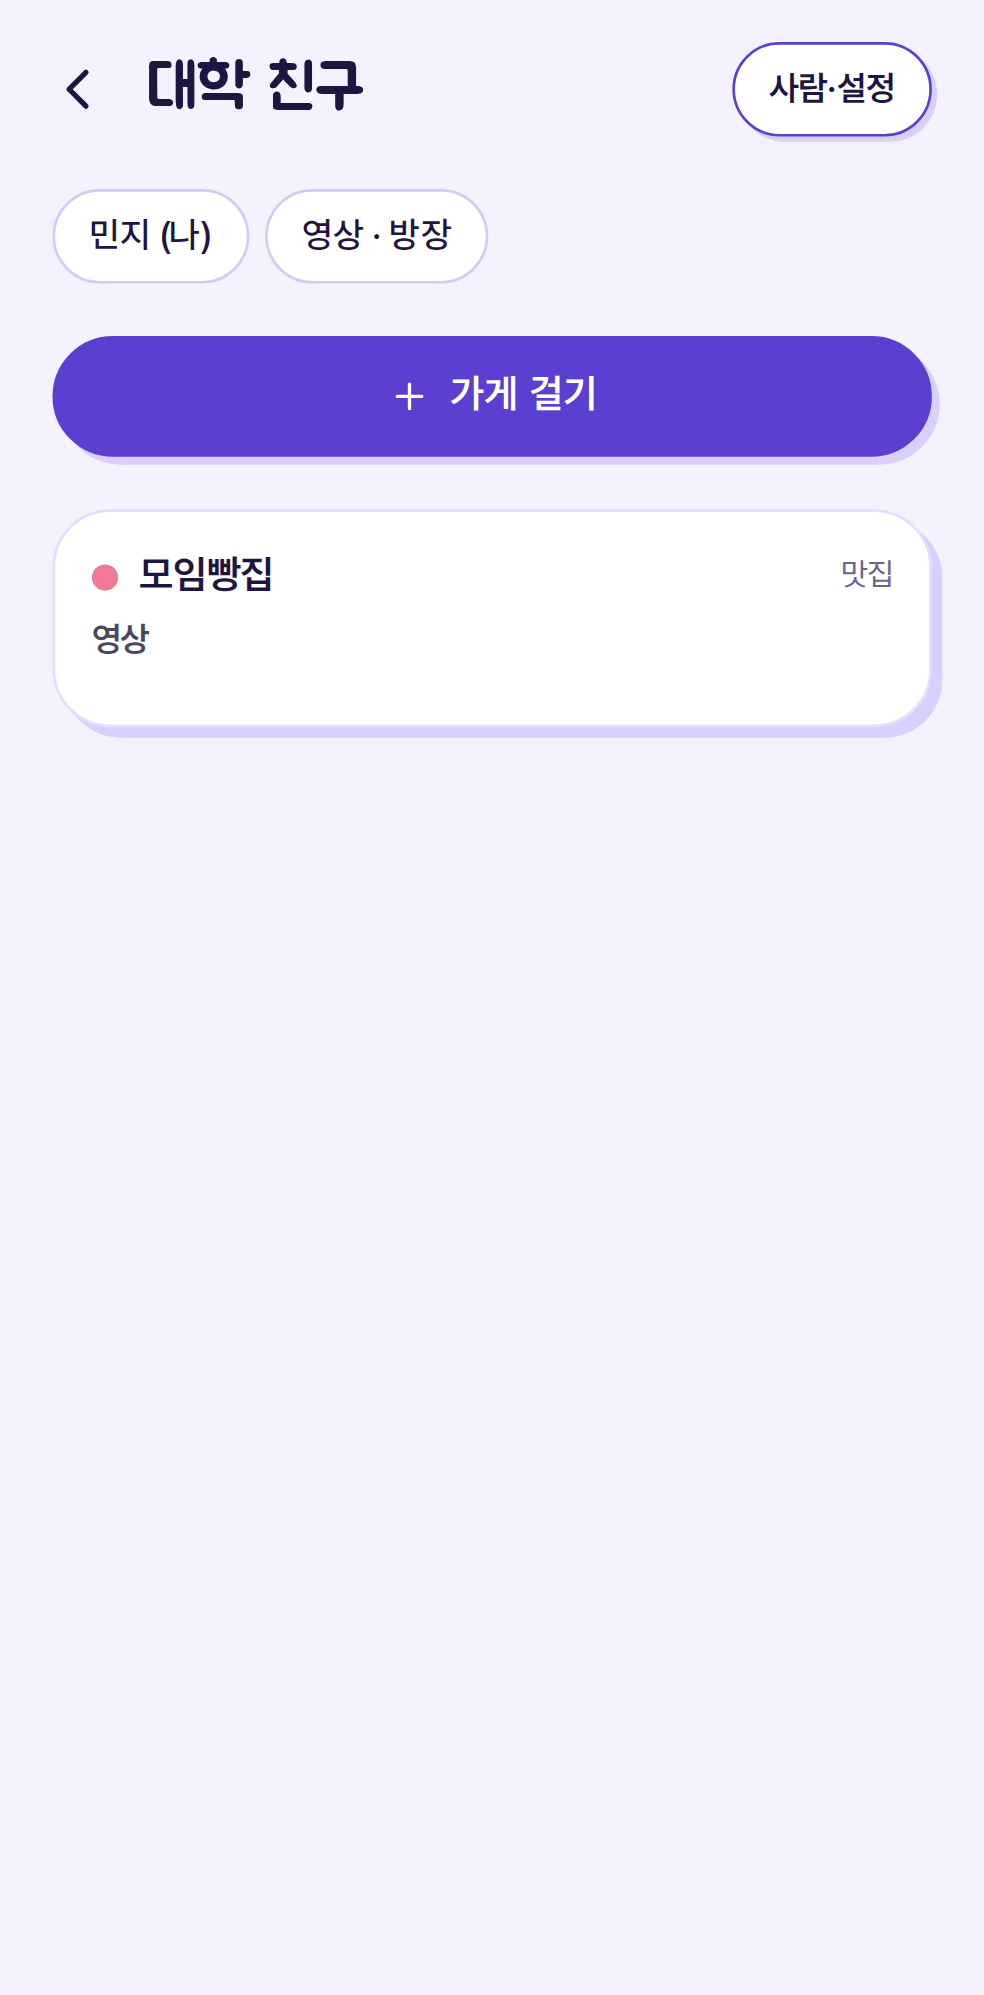 대학 친구
사람·설정
민지 (나)
영상 · 방장
+ 가게 걸기
모임빵집
맛집
영상